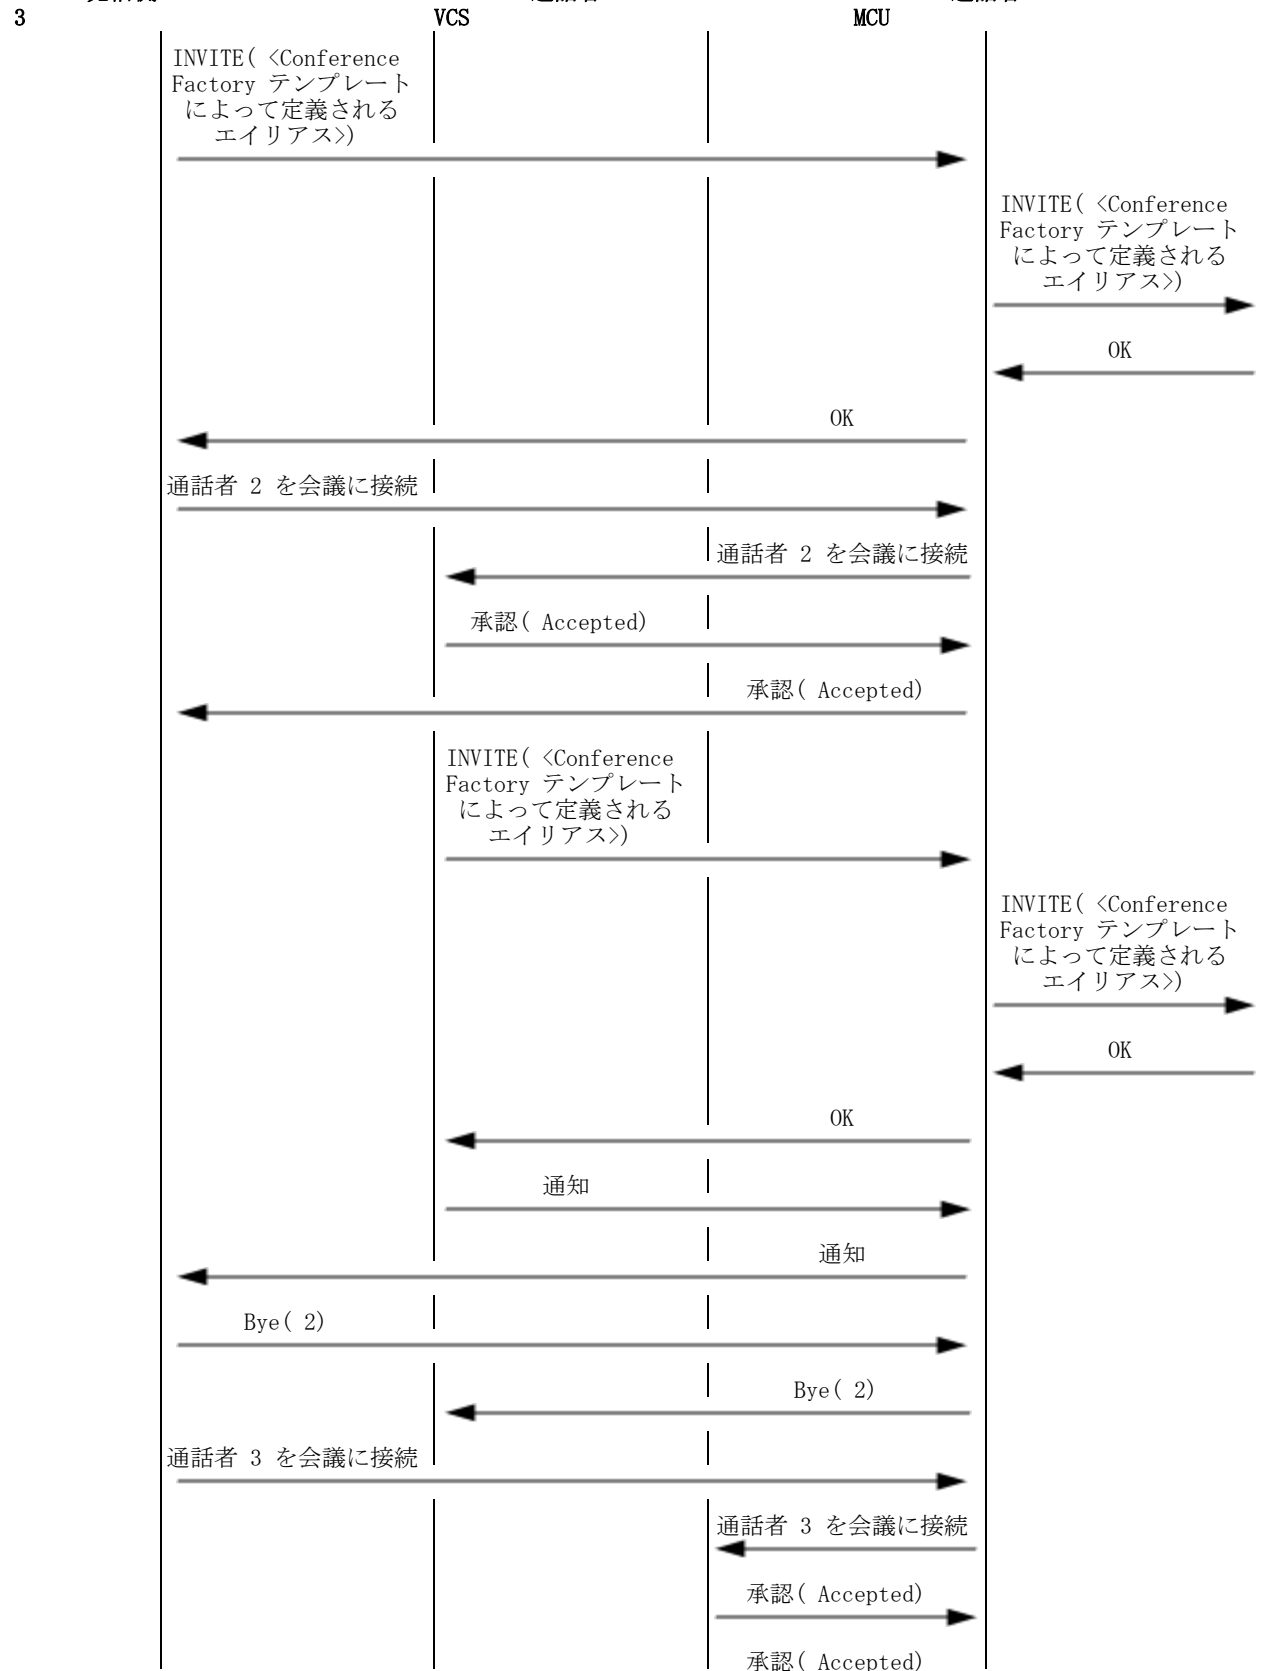 3 VCS MCU
INVITE( <Conference
Factory テンプレート
によって定義される
エイリアス>)
INVITE( <Conference
Factory テンプレート
によって定義される
エイリアス>)
OK
OK
通話者 2 を会議に接続
通話者 2 を会議に接続
承認( Accepted)
承認( Accepted)
INVITE( <Conference
Factory テンプレート
によって定義される
エイリアス>)
INVITE( <Conference
Factory テンプレート
によって定義される
エイリアス>)
OK
OK
通知
通知
Bye( 2)
Bye( 2)
通話者 3 を会議に接続
通話者 3 を会議に接続
承認( Accepted)
承認( Accepted)